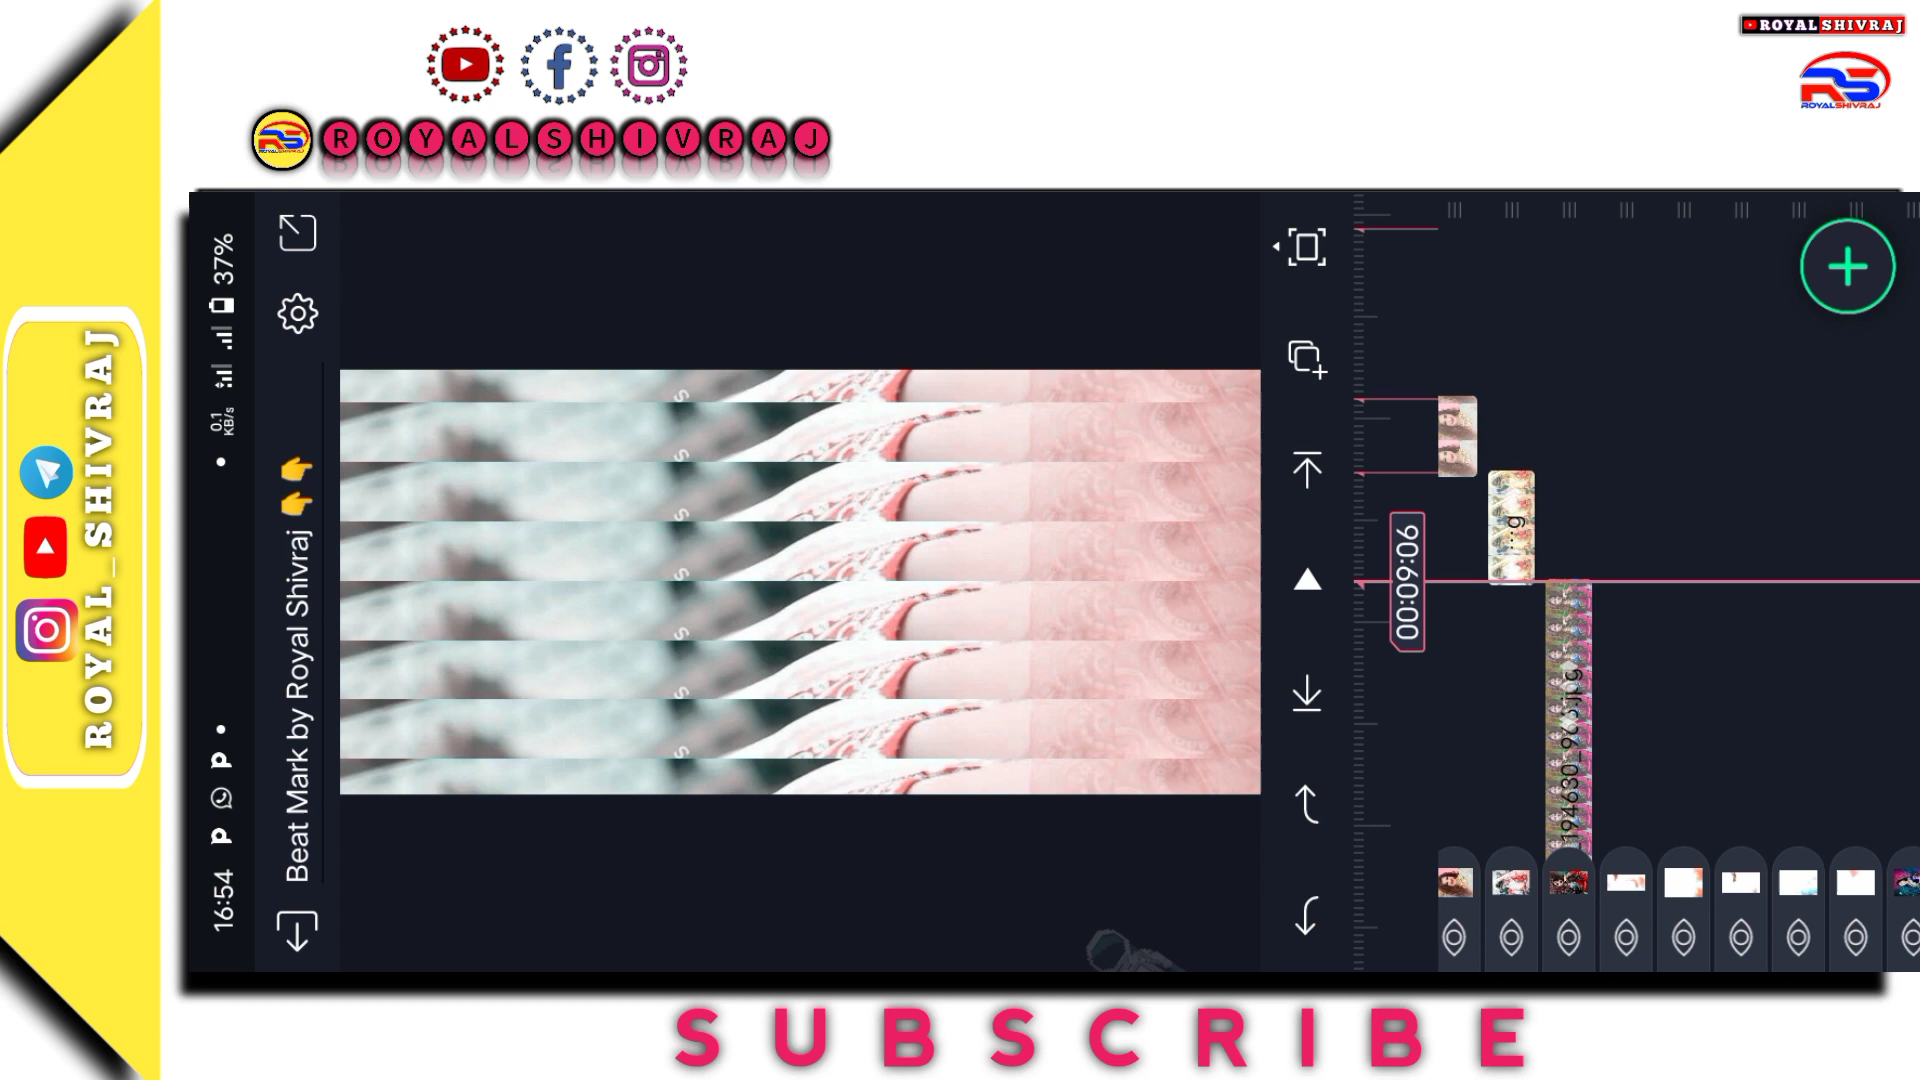 ROYAL SHIVRAJ
ROYALSHIVRAJ
ROYALSHIVRAJ
ROYAL_SHIVRAJ
16:54
0.1 KB/s
37%
Beat Mark by Royal Shivraj 👉 👉
00:09:06
...g
SUBSCRIBE